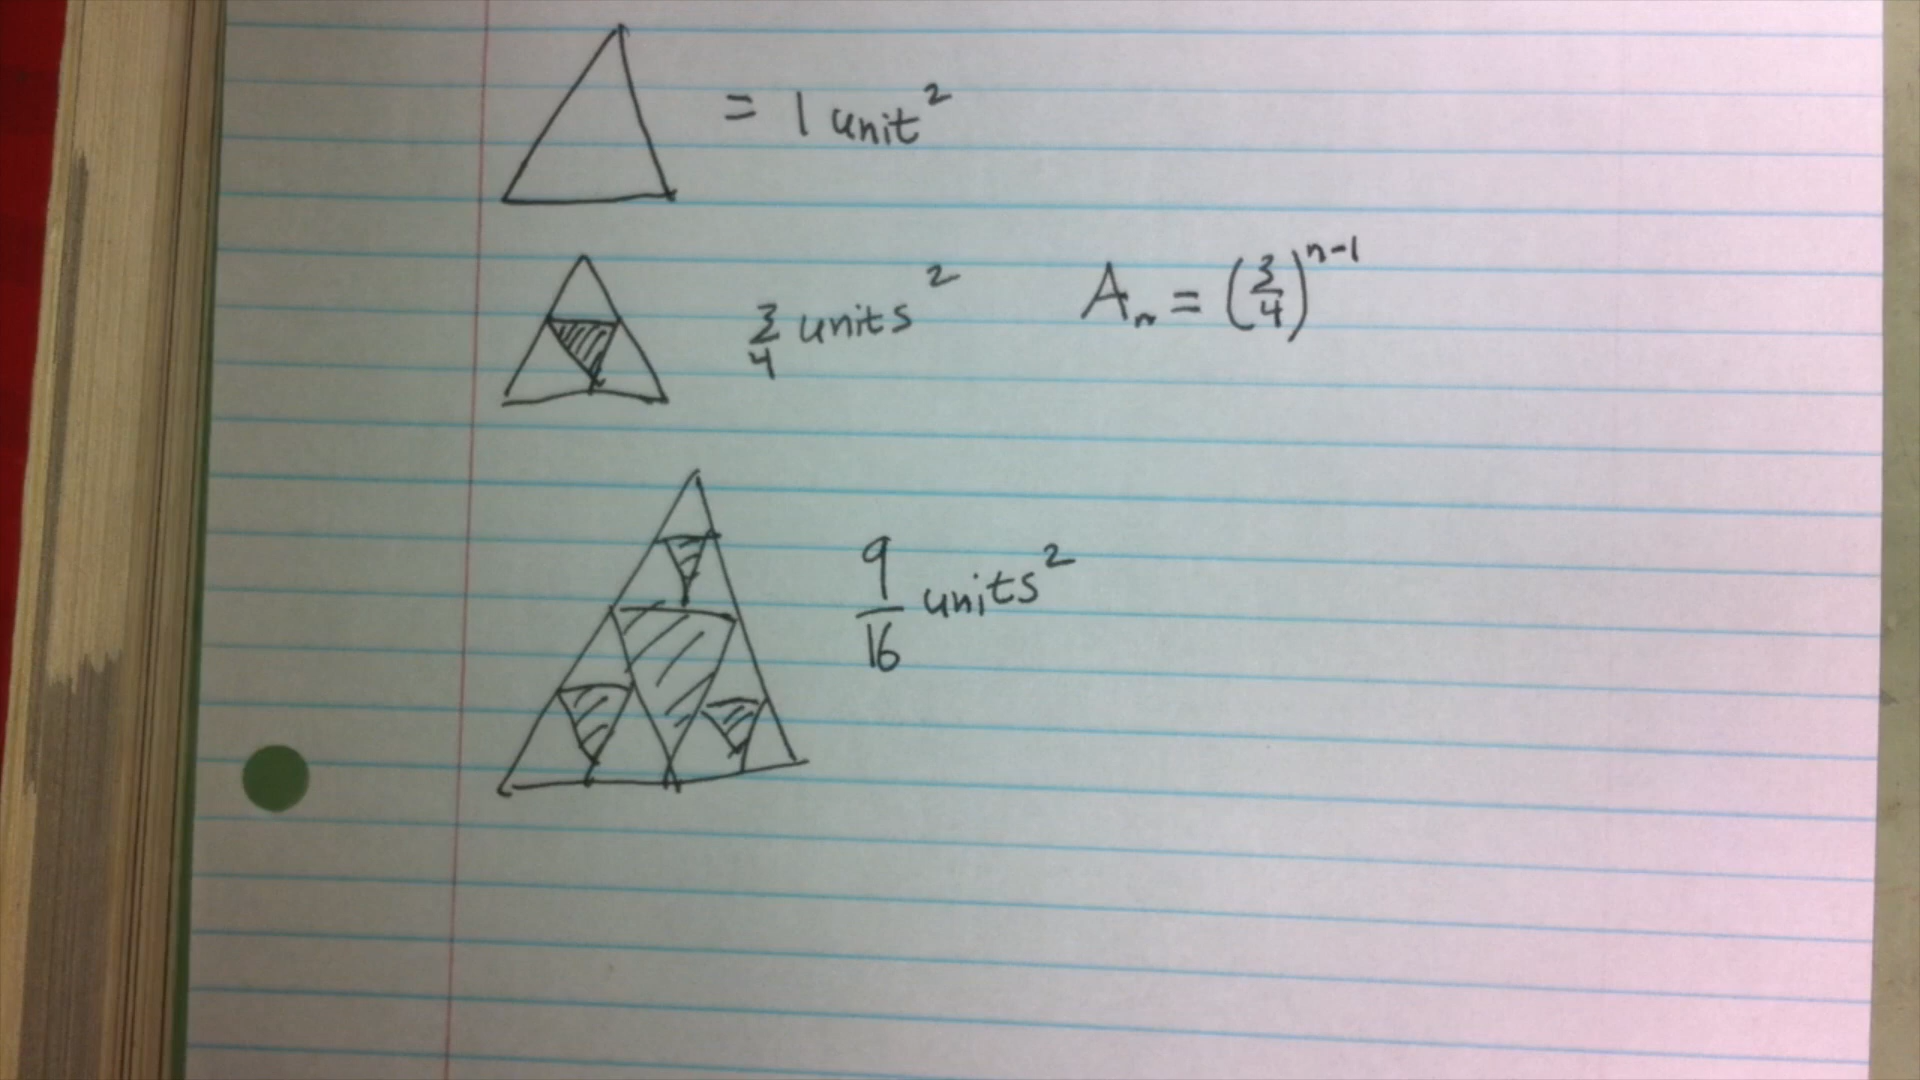 = 1 unit²
3/4 units² Aₙ = (3/4)ⁿ⁻¹
9/16 units²